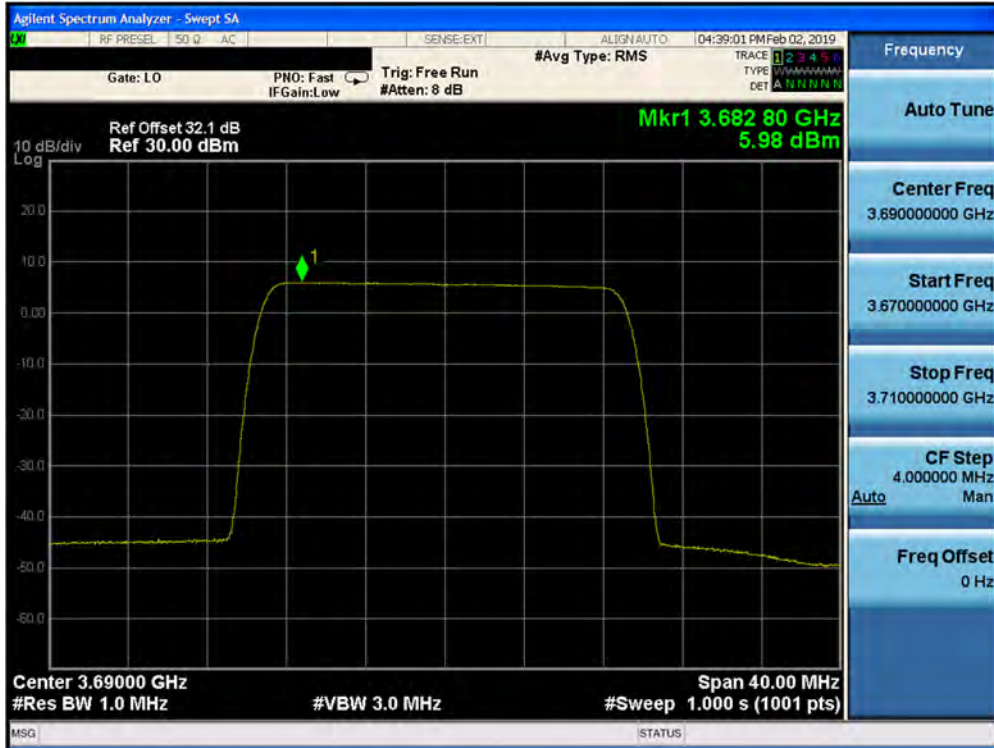 Agilent Spectrum Analyzer - Swept SA
LXI RF PRESEL 50 Ω AC SENSE:EXT ALIGN AUTO 04:39:01 PM Feb 02, 2019
Gate: LO PNO: Fast IFGain:Low Trig: Free Run #Atten: 8 dB #Avg Type: RMS
TRACE 1 2 3 4 5 6
TYPE
DET A N N N N N
Frequency
Auto Tune
Center Freq
3.690000000 GHz
Start Freq
3.670000000 GHz
Stop Freq
3.710000000 GHz
CF Step
4.000000 MHz
Auto Man
Freq Offset
0 Hz
Mkr1 3.682 80 GHz
5.98 dBm
Ref Offset 32.1 dB
10 dB/div Ref 30.00 dBm
Log
20.0
10.0
0.00
-10.0
-20.0
-30.0
-40.0
-50.0
-60.0
1
Center 3.69000 GHz Span 40.00 MHz
#Res BW 1.0 MHz #VBW 3.0 MHz #Sweep 1.000 s (1001 pts)
MSG STATUS